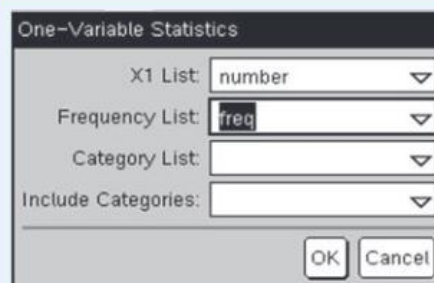 One-Variable Statistics
X1 List: number
Frequency List: freq
Category List:
Include Categories:
OK Cancel